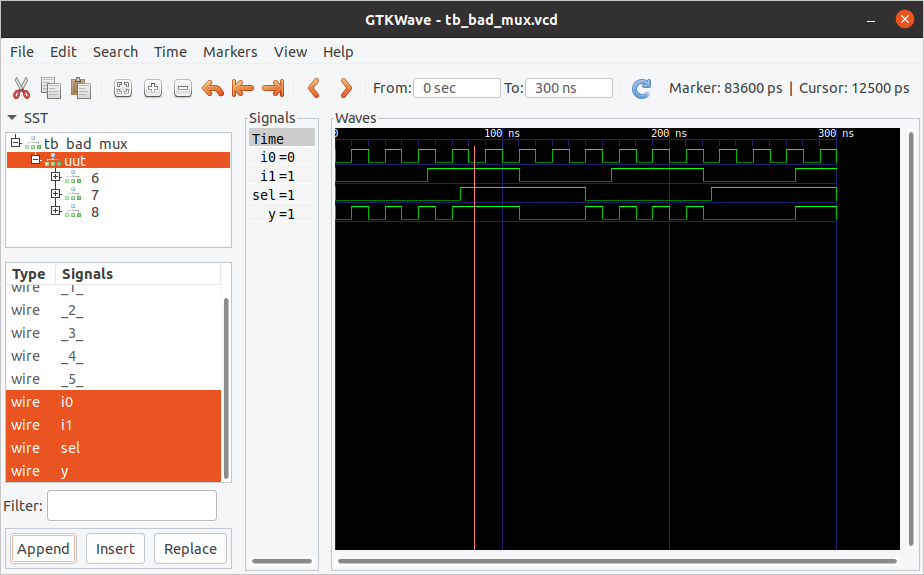 GTKWave - tb_bad_mux.vcd
File Edit Search Time Markers View Help
From: 0 sec To: 300 ns Marker: 83600 ps | Cursor: 12500 ps
SST
tb_bad_mux
uut
6
7
8
Type Signals
wire _1_
wire _2_
wire _3_
wire _4_
wire _5_
wire i0
wire i1
wire sel
wire y
Filter:
Append Insert Replace
Signals
Time
i0 =0
i1 =1
sel =1
y =1
Waves
0 100 ns 200 ns 300 ns